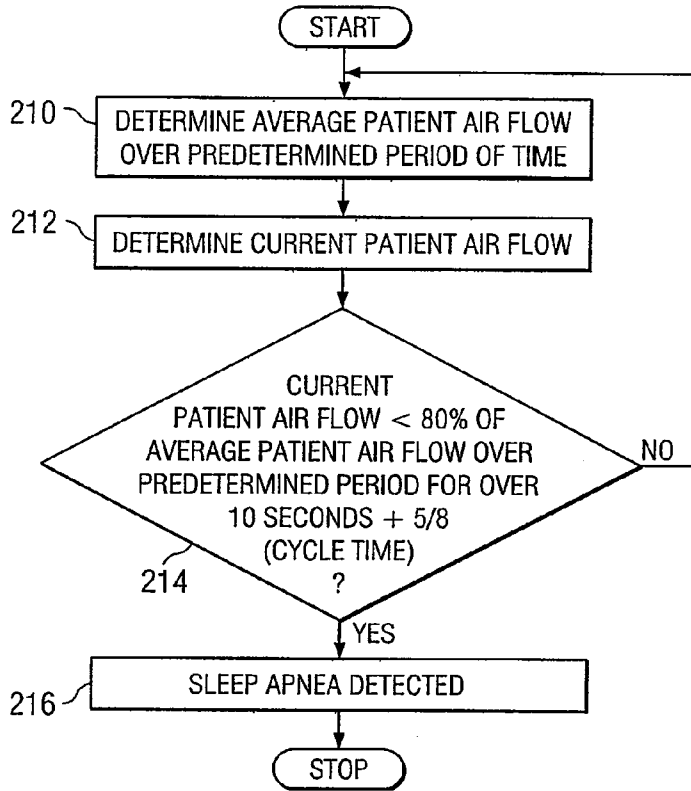 START
210
DETERMINE AVERAGE PATIENT AIR FLOW
OVER PREDETERMINED PERIOD OF TIME
212
DETERMINE CURRENT PATIENT AIR FLOW
CURRENT
PATIENT AIR FLOW < 80% OF
AVERAGE PATIENT AIR FLOW OVER
PREDETERMINED PERIOD FOR OVER
10 SECONDS + 5/8
(CYCLE TIME)
?
NO
214
YES
216
SLEEP APNEA DETECTED
STOP